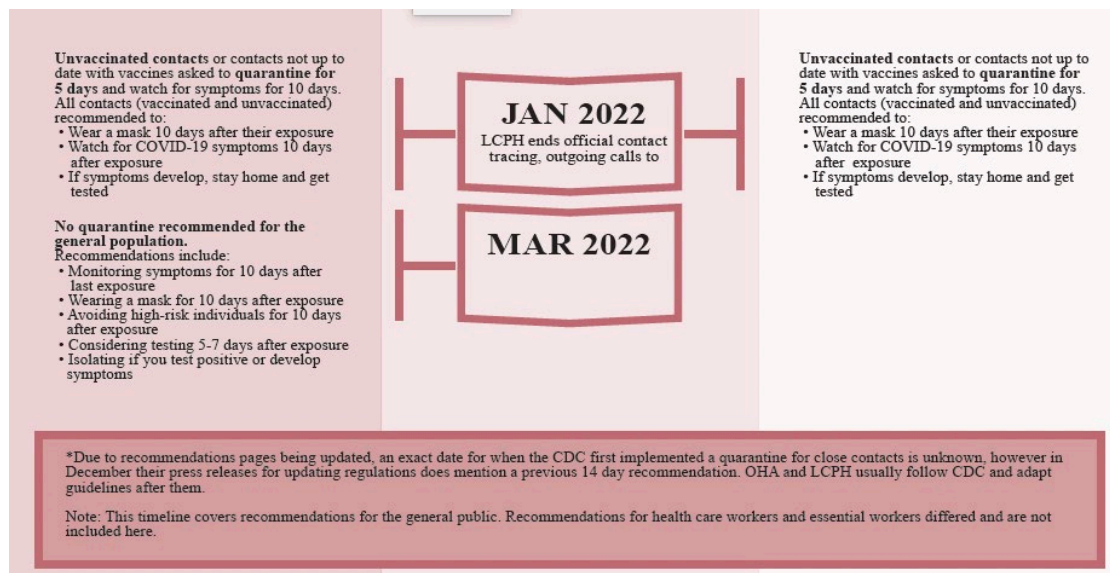 Unvaccinated contacts or contacts not up to
date with vaccines asked to quarantine for
5 days and watch for symptoms for 10 days.
All contacts (vaccinated and unvaccinated)
recommended to:
• Wear a mask 10 days after their exposure
• Watch for COVID-19 symptoms 10 days
after exposure
• If symptoms develop, stay home and get
tested
No quarantine recommended for the
general population.
Recommendations include:
• Monitoring symptoms for 10 days after
last exposure
• Wearing a mask for 10 days after exposure
• Avoiding high-risk individuals for 10 days
after exposure
• Considering testing 5-7 days after exposure
• Isolating if you test positive or develop
symptoms
JAN 2022
LCPH ends official contact
tracing, outgoing calls to
MAR 2022
Unvaccinated contacts or contacts not up to
date with vaccines asked to quarantine for
5 days and watch for symptoms for 10 days.
All contacts (vaccinated and unvaccinated)
recommended to:
• Wear a mask 10 days after their exposure
• Watch for COVID-19 symptoms 10 days
after exposure
• If symptoms develop, stay home and get
tested
*Due to recommendations pages being updated, an exact date for when the CDC first implemented a quarantine for close contacts is unknown, however in
December their press releases for updating regulations does mention a previous 14 day recommendation. OHA and LCPH usually follow CDC and adapt
guidelines after them.
Note: This timeline covers recommendations for the general public. Recommendations for health care workers and essential workers differed and are not
included here.